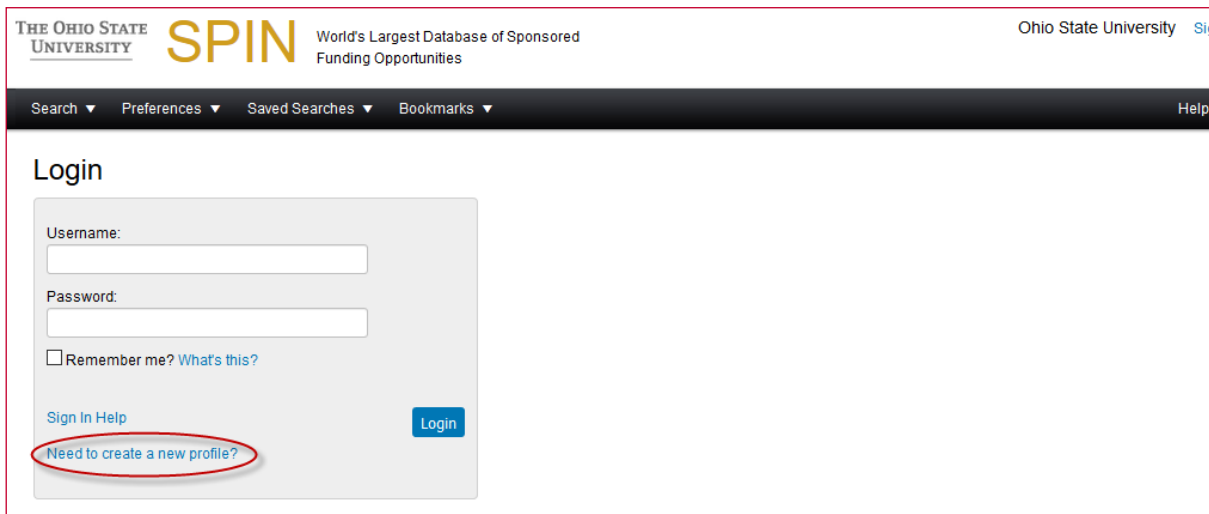 THE OHIO STATE
UNIVERSITY
SPIN
World's Largest Database of Sponsored
Funding Opportunities
Ohio State University
Search ▼ Preferences ▼ Saved Searches ▼ Bookmarks ▼ Help
Login
Username:
Password:
Remember me? What's this?
Sign In Help
Login
Need to create a new profile?